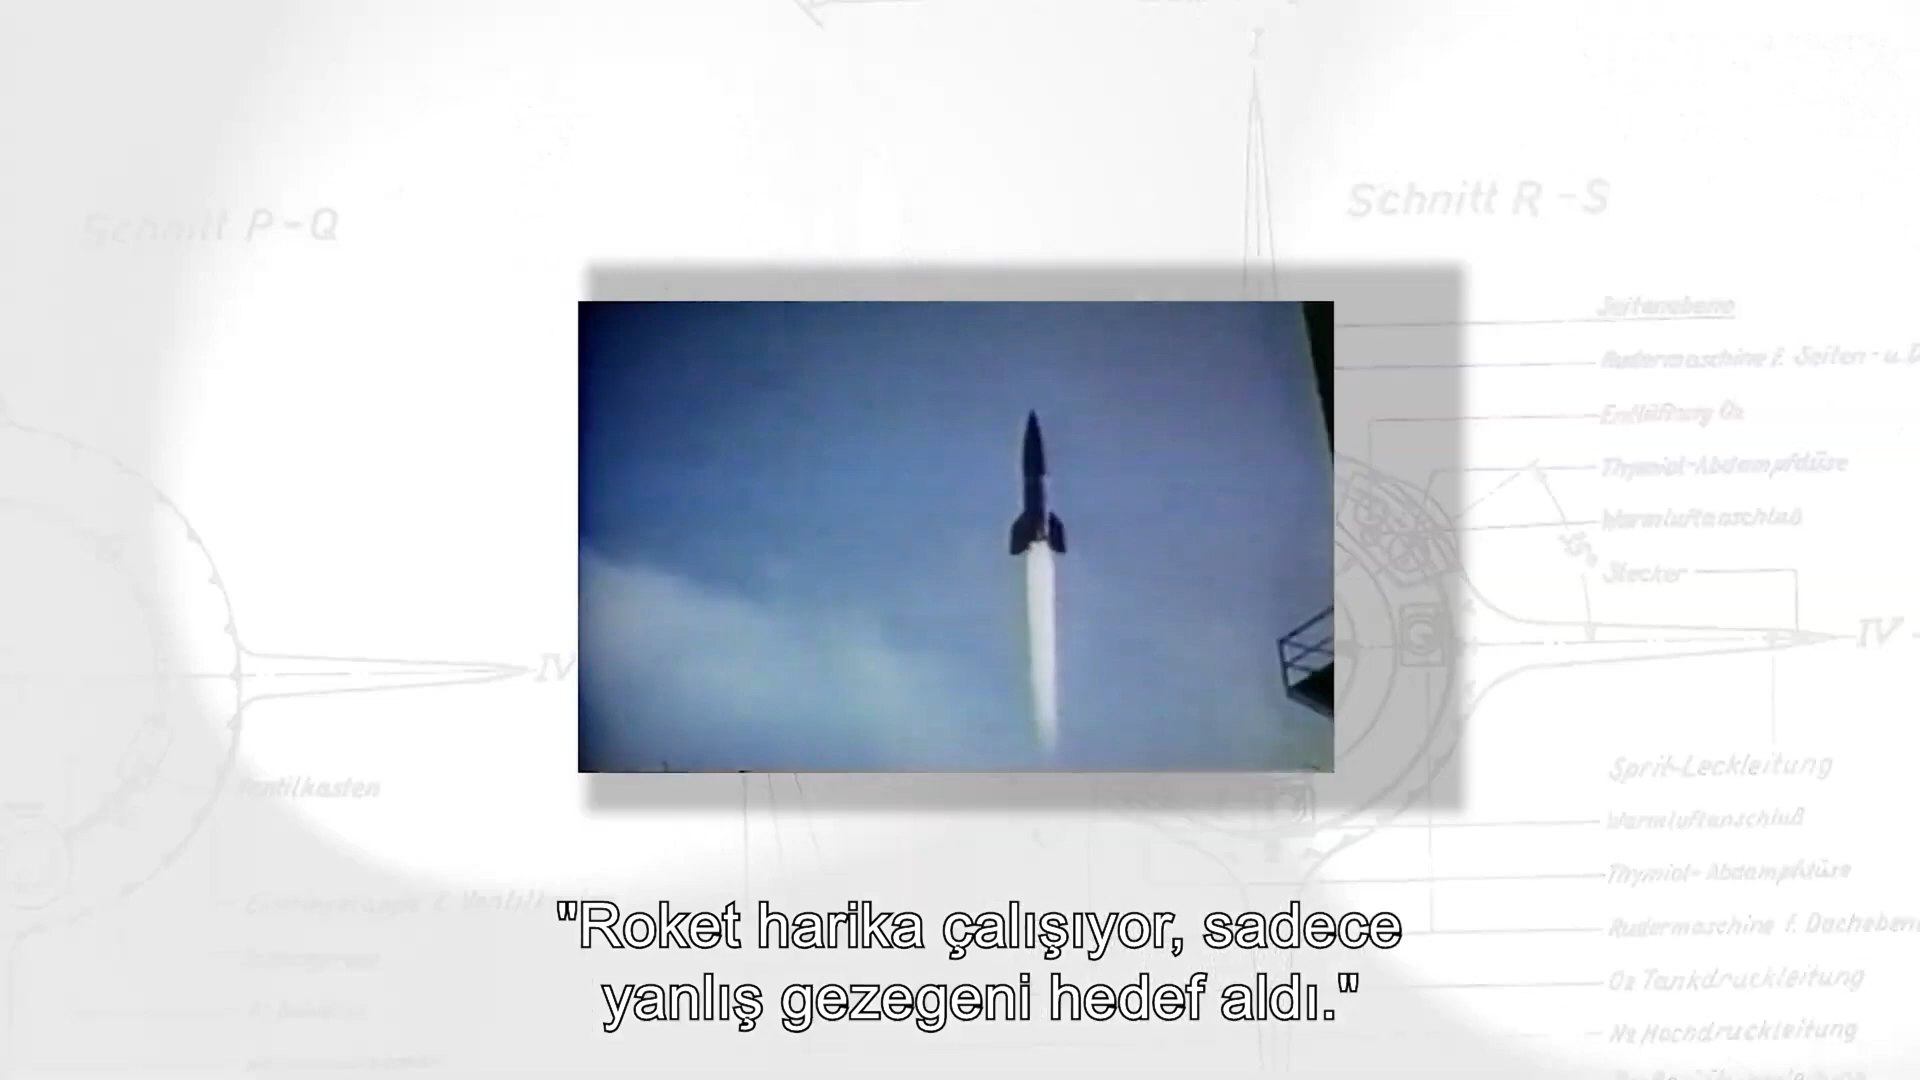 Schnitt P-Q
Schnitt R-S
Seitenebene
Rudermaschine f. Seiten- u. D
Entlüftung O₂
Thymiol-Abdampfdüse
Warmluftanschluß
Stecker
IV
IV
Ventilkasten
Sprit-Leckleitung
Warmluftanschluß
Thymiol-Abdampfdüse
Rudermaschine f. Dacheben
O₂ Tankdruckleitung
N₂ Hochdruckleitung
"Roket harika çalışıyor, sadece
yanlış gezegeni hedef aldı."